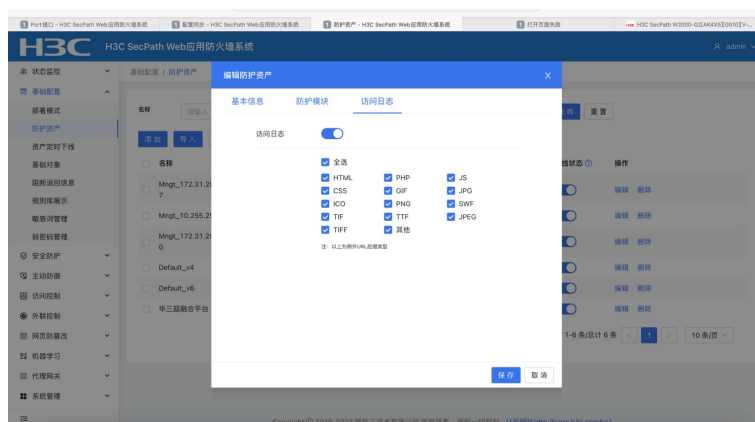 Port接口 - H3C SecPath Web应用防火墙系统
配置同步 - H3C SecPath Web应用防火墙系统
防护资产 - H3C SecPath Web应用防火墙系统
打开页面失败
H3C SecPath W2000-G2[AK4X5][G510][V-...
H3C H3C SecPath Web应用防火墙系统
admin
状态监控
基础配置
部署模式
防护资产
资产定时下线
基础对象
阻断返回信息
规则库展示
敏感词管理
弱密码管理
安全防护
主动防御
访问控制
外联控制
网页防篡改
机器学习
代理网关
系统管理
基础配置 / 防护资产
名称 请输入
查询 重置
添加 导入
名称 线状态 操作
Mngt_172.31.25
7
编辑 删除
Mngt_10.255.2
编辑 删除
Mngt_172.31.25
0
编辑 删除
Default_v4 编辑 删除
Default_v6 编辑 删除
华三超融合平台 编辑 删除
1-6 条/总计 6 条 1 10 条/页
编辑防护资产 X
基本信息 防护模块 访问日志
访问日志
全选
HTML PHP JS
CSS GIF JPG
ICO PNG SWF
TIF TTF JPEG
TIFF 其他
注：以上为例外URL后缀类型
保存 取消